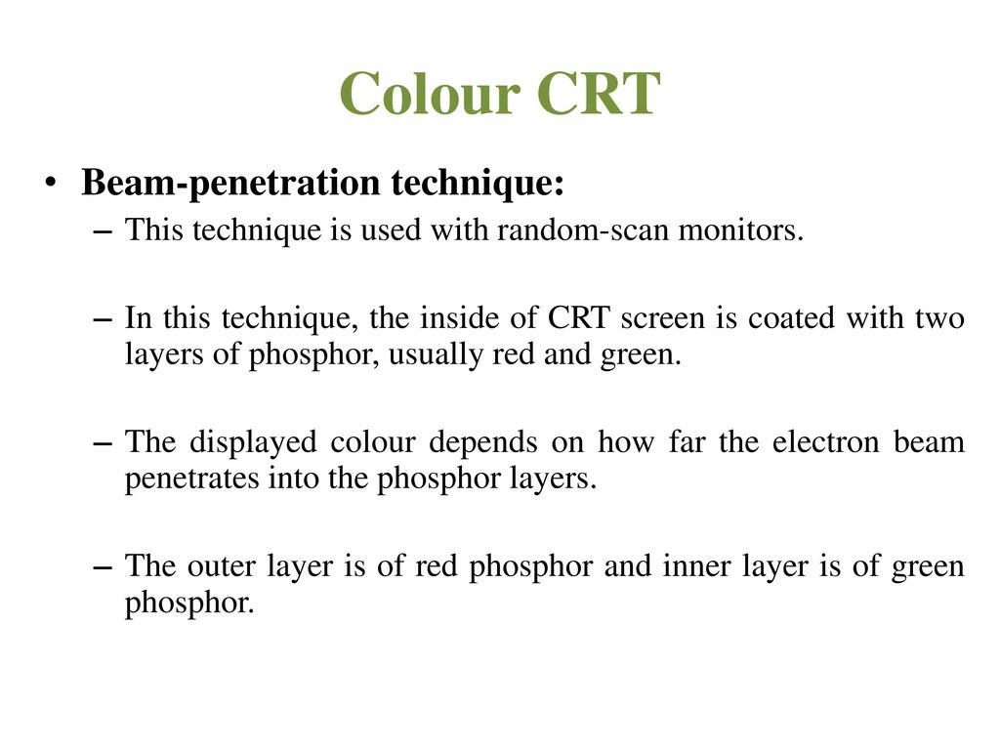 Colour CRT
• Beam-penetration technique:
– This technique is used with random-scan monitors.
– In this technique, the inside of CRT screen is coated with two
layers of phosphor, usually red and green.
– The displayed colour depends on how far the electron beam
penetrates into the phosphor layers.
– The outer layer is of red phosphor and inner layer is of green
phosphor.